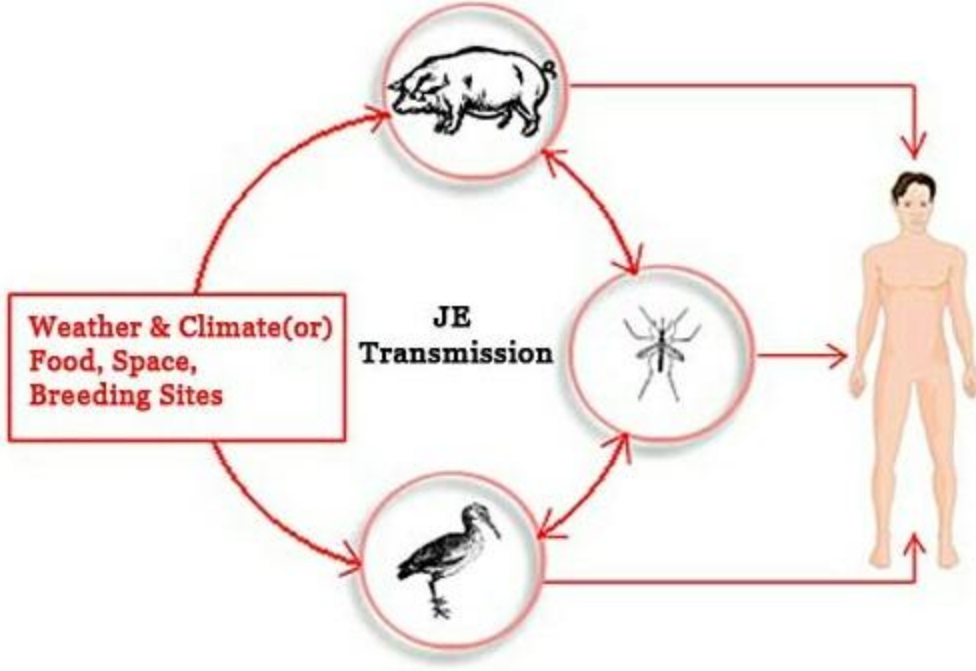 Weather & Climate(or)
Food, Space,
Breeding Sites
JE
Transmission